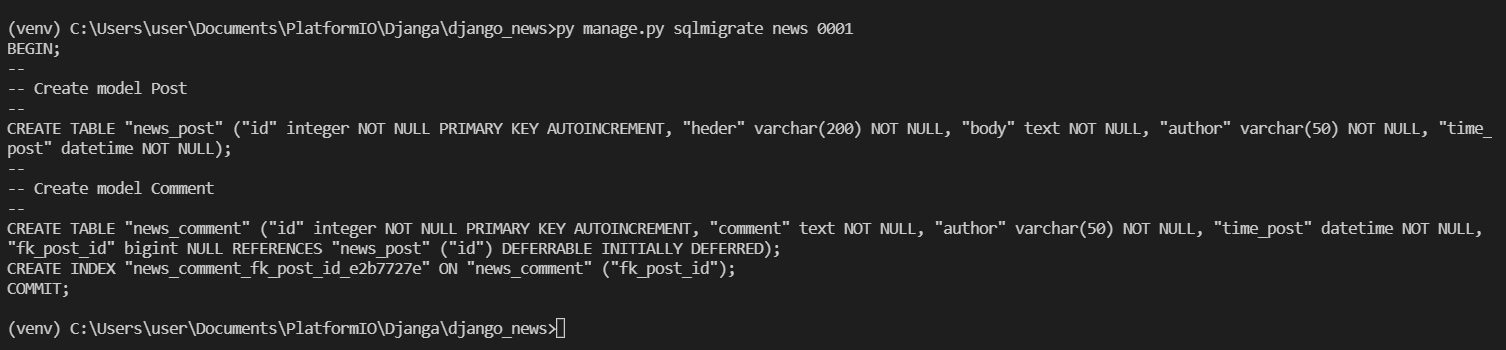 (venv) C:\Users\user\Documents\PlatformIO\Djanga\django_news>py manage.py sqlmigrate news 0001
BEGIN;
--
-- Create model Post
--
CREATE TABLE "news_post" ("id" integer NOT NULL PRIMARY KEY AUTOINCREMENT, "heder" varchar(200) NOT NULL, "body" text NOT NULL, "author" varchar(50) NOT NULL, "time_
post" datetime NOT NULL);
--
-- Create model Comment
--
CREATE TABLE "news_comment" ("id" integer NOT NULL PRIMARY KEY AUTOINCREMENT, "comment" text NOT NULL, "author" varchar(50) NOT NULL, "time_post" datetime NOT NULL,
"fk_post_id" bigint NULL REFERENCES "news_post" ("id") DEFERRABLE INITIALLY DEFERRED);
CREATE INDEX "news_comment_fk_post_id_e2b7727e" ON "news_comment" ("fk_post_id");
COMMIT;
(venv) C:\Users\user\Documents\PlatformIO\Djanga\django_news>